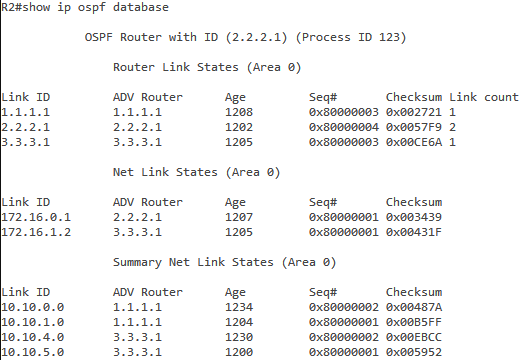 R2#show ip ospf database
OSPF Router with ID (2.2.2.1) (Process ID 123)
Router Link States (Area 0)
Link ID ADV Router Age Seq# Checksum Link count
1.1.1.1 1.1.1.1 1208 0x80000003 0x002721 1
2.2.2.1 2.2.2.1 1202 0x80000004 0x0057F9 2
3.3.3.1 3.3.3.1 1205 0x80000003 0x00CE6A 1
Net Link States (Area 0)
Link ID ADV Router Age Seq# Checksum
172.16.0.1 2.2.2.1 1207 0x80000001 0x003439
172.16.1.2 3.3.3.1 1205 0x80000001 0x00431F
Summary Net Link States (Area 0)
Link ID ADV Router Age Seq# Checksum
10.10.0.0 1.1.1.1 1234 0x80000002 0x00487A
10.10.1.0 1.1.1.1 1204 0x80000001 0x00B5FF
10.10.4.0 3.3.3.1 1230 0x80000002 0x00EBCC
10.10.5.0 3.3.3.1 1200 0x80000001 0x005952